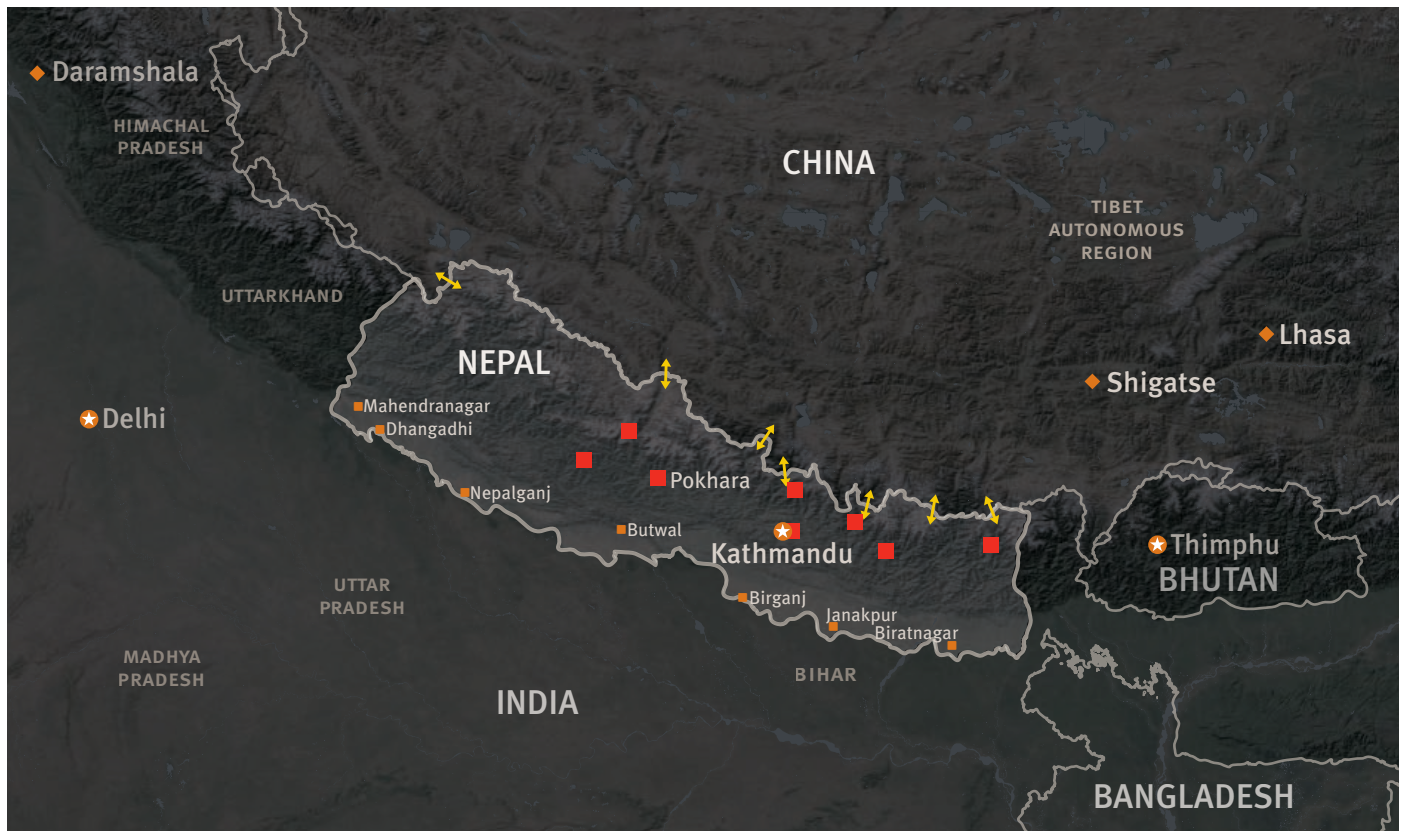 Daramshala
HIMACHAL
PRADESH
CHINA
TIBET
AUTONOMOUS
REGION
UTTARKHAND
Lhasa
NEPAL
Shigatse
Mahendranagar
Delhi
Dhangadhi
Pokhara
Nepalganj
Butwal
Kathmandu
Thimphu
BHUTAN
UTTAR
PRADESH
Birganj
Janakpur
Biratnagar
MADHYA
PRADESH
BIHAR
INDIA
BANGLADESH